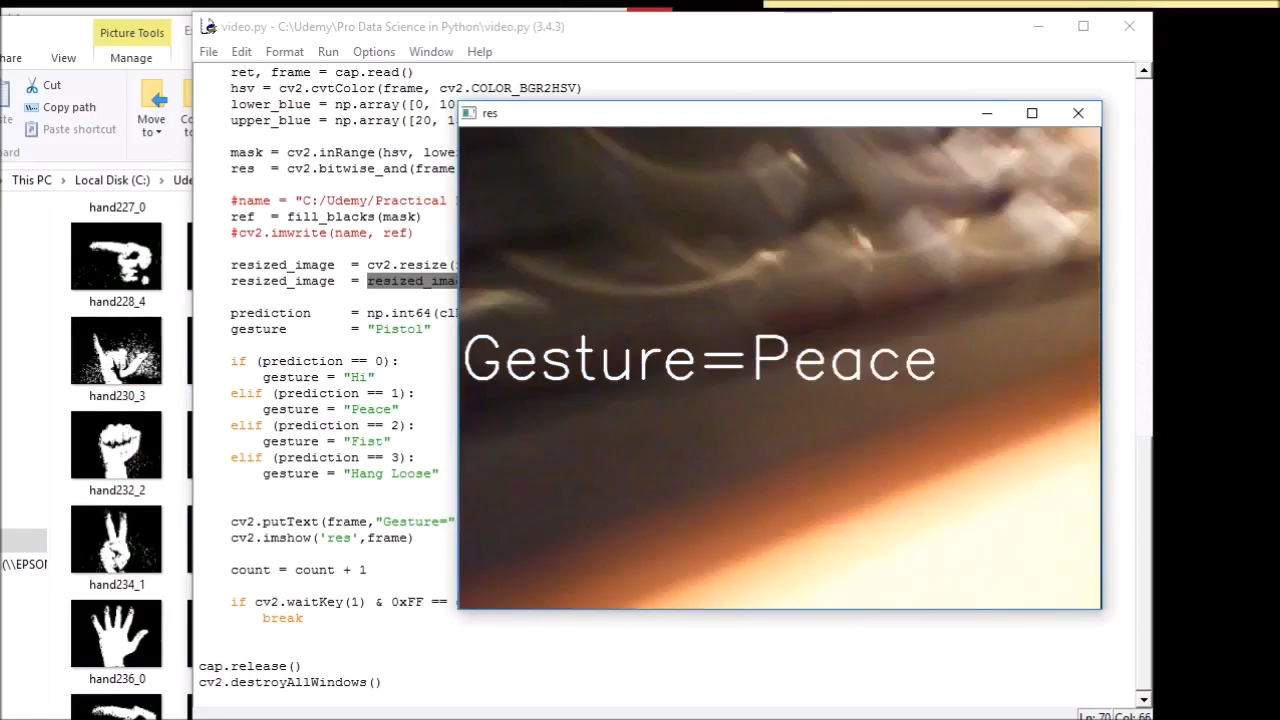 Picture Tools
video.py - C:\Udemy\Pro Data Science in Python\video.py (3.4.3)
View
Manage
File Edit Format Run Options Window Help
Cut
Copy path
Paste shortcut
Move
to
This PC > Local Disk (C:) >
hand227_0
hand228_4
hand230_3
hand232_2
hand234_1
hand236_0
ret, frame = cap.read()
hsv = cv2.cvtColor(frame, cv2.COLOR_BGR2HSV)
lower_blue = np.array([0, 10
upper_blue = np.array([20, 1
mask = cv2.inRange(hsv, lowe
res = cv2.bitwise_and(frame
#name = "C:/Udemy/Practical
ref = fill_blacks(mask)
#cv2.imwrite(name, ref)
resized_image = cv2.resize(
resized_image = resized_ima
prediction = np.int64(cl
gesture = "Pistol"
if (prediction == 0):
gesture = "Hi"
elif (prediction == 1):
gesture = "Peace"
elif (prediction == 2):
gesture = "Fist"
elif (prediction == 3):
gesture = "Hang Loose"
cv2.putText(frame,"Gesture="
cv2.imshow('res',frame)
count = count + 1
if cv2.waitKey(1) & 0xFF ==
break
cap.release()
cv2.destroyAllWindows()
res
Gesture=Peace
Ln: 70 Col: 66